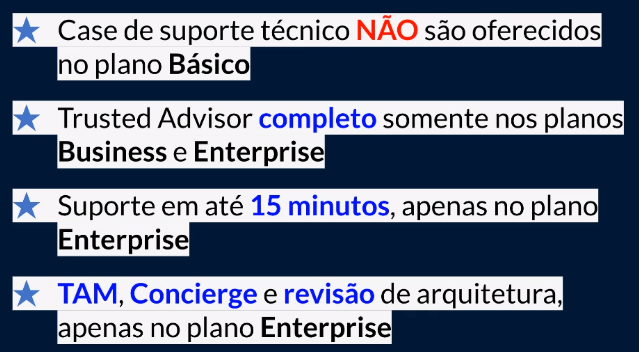 Case de suporte técnico NÃO são oferecidos
no plano Básico
Trusted Advisor completo somente nos planos
Business e Enterprise
Suporte em até 15 minutos, apenas no plano
Enterprise
TAM, Concierge e revisão de arquitetura,
apenas no plano Enterprise